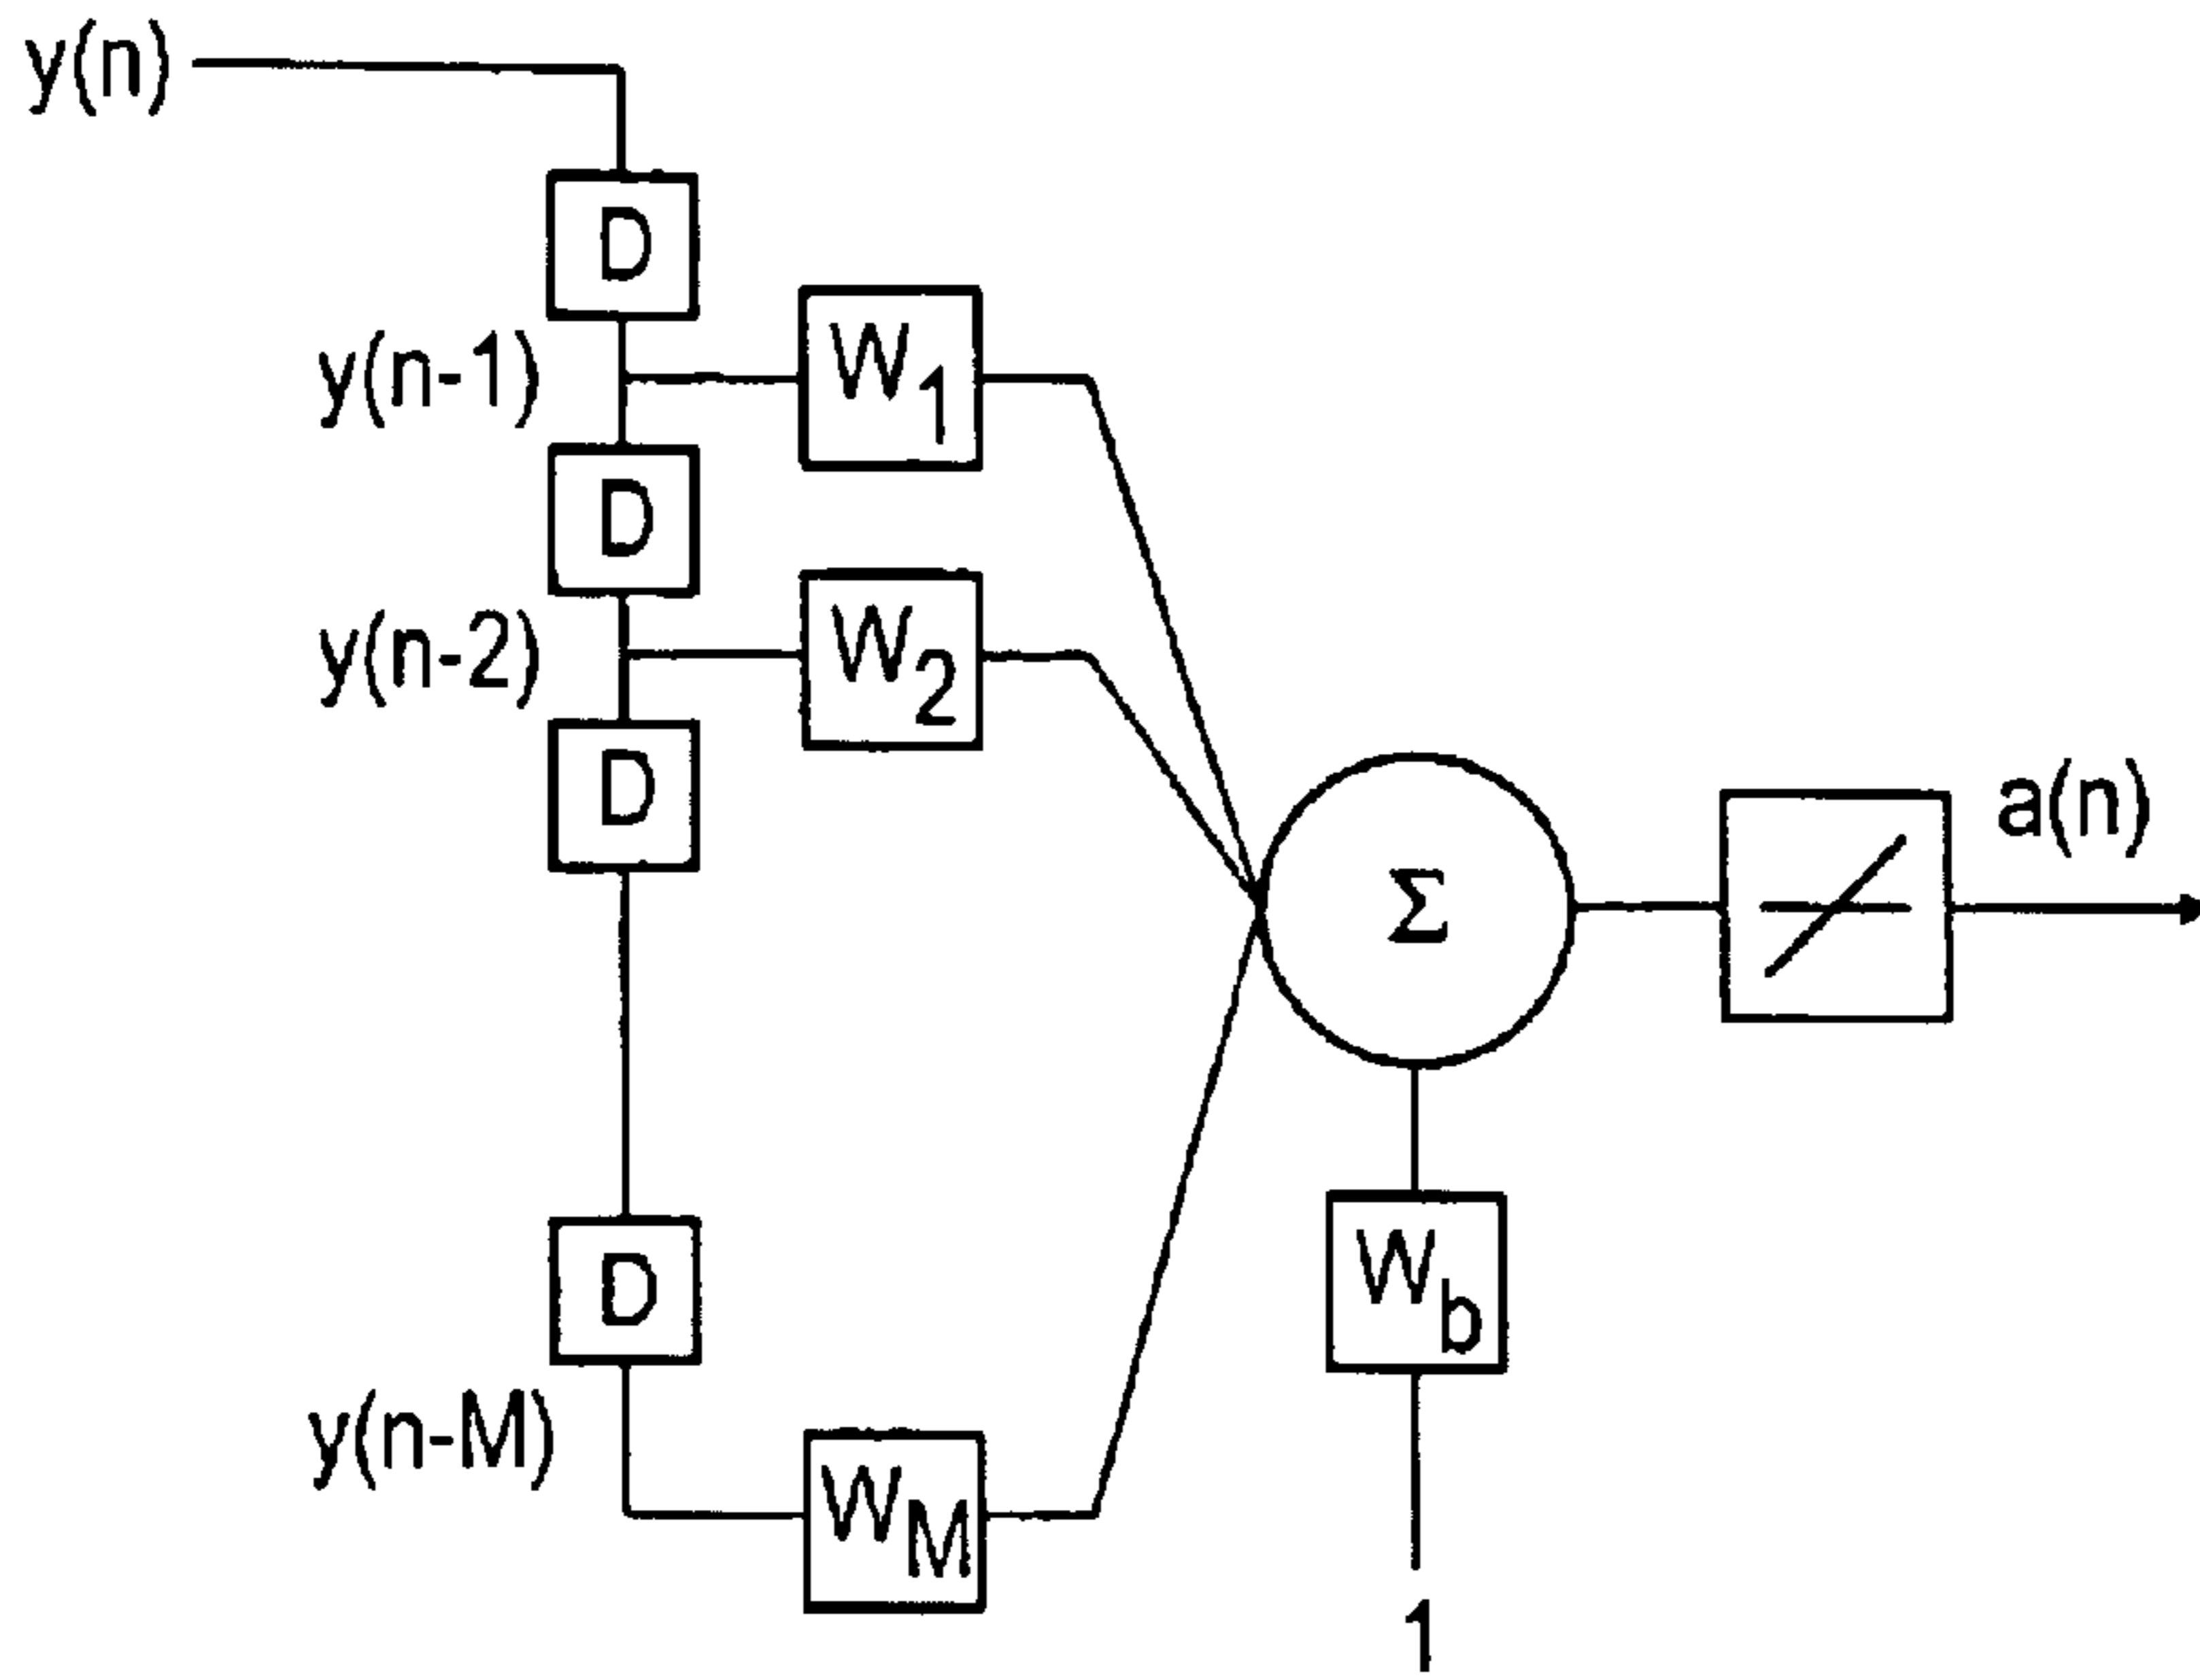 y(n)
D
y(n-1)
W1
D
y(n-2)
W2
D
Σ
a(n)
D
Wb
y(n-M)
WM
1